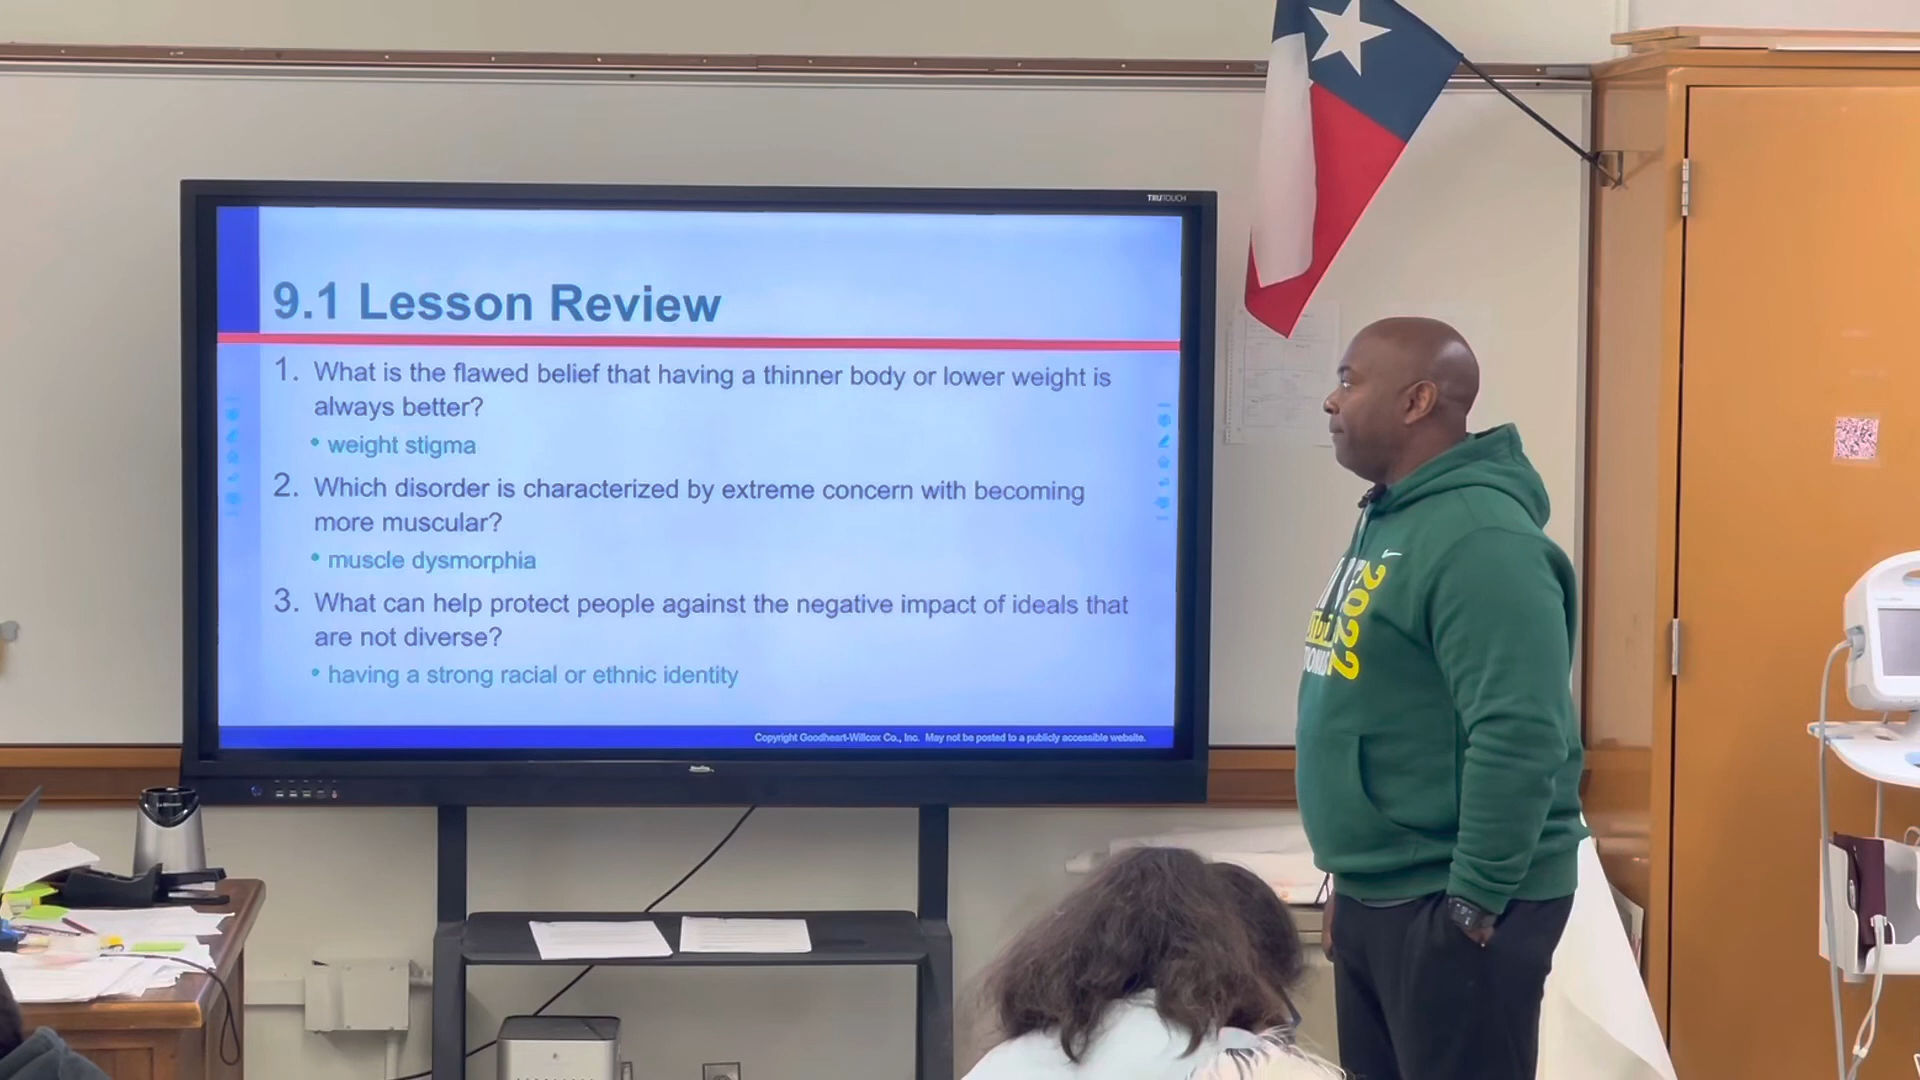 TRUTOUCH
9.1 Lesson Review
1. What is the flawed belief that having a thinner body or lower weight is
always better?
• weight stigma
2. Which disorder is characterized by extreme concern with becoming
more muscular?
• muscle dysmorphia
3. What can help protect people against the negative impact of ideals that
are not diverse?
• having a strong racial or ethnic identity
Copyright Goodheart-Willcox Co., Inc. May not be posted to a publicly accessible website.
2022